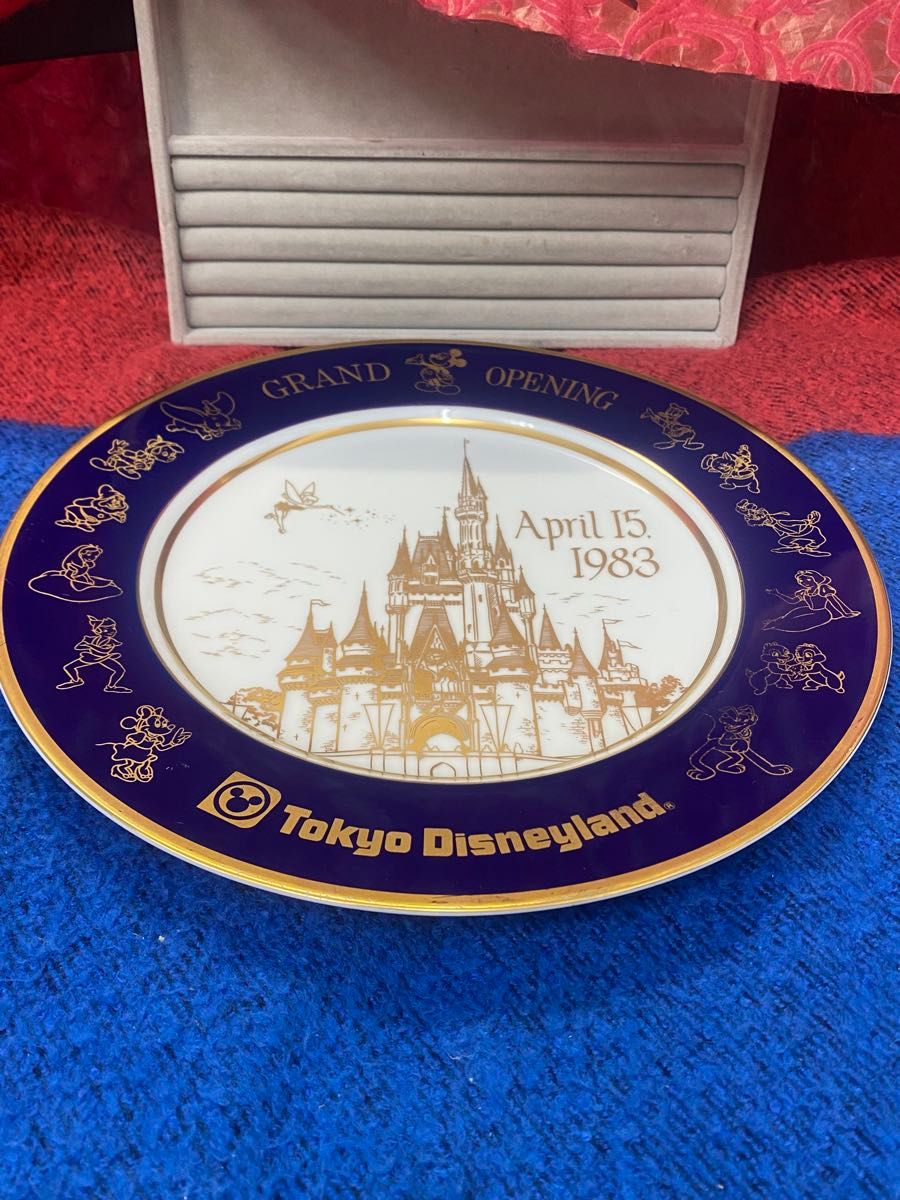 GRAND OPENING
April 15.
1983
Tokyo Disneyland®